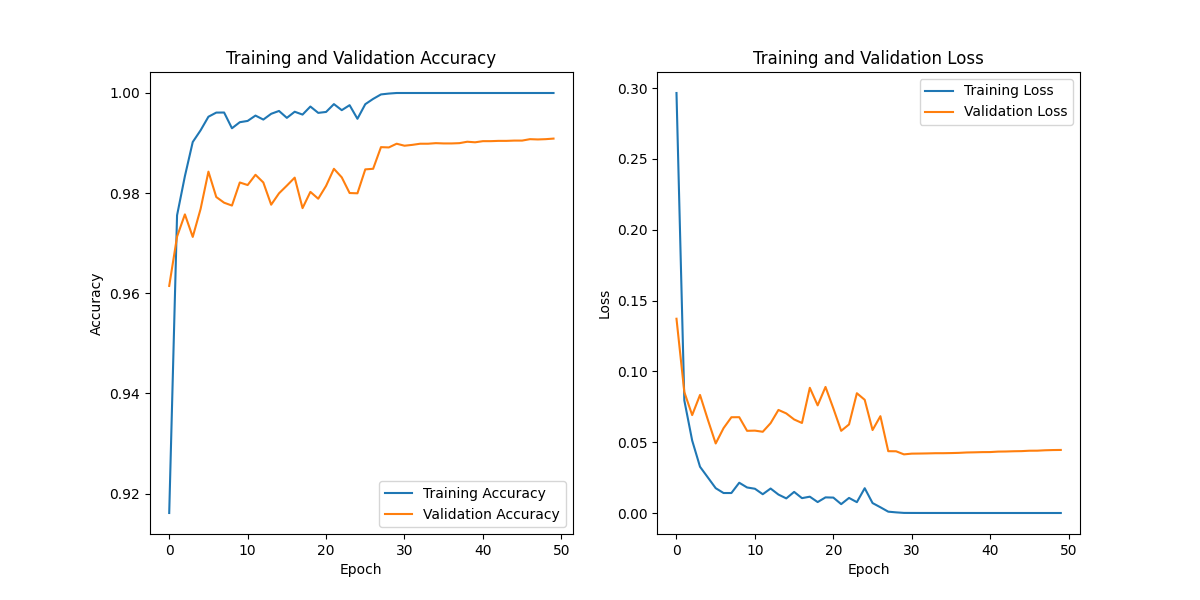 Training and Validation Accuracy
Accuracy
1.00
0.98
0.96
0.94
0.92
0
10
20
30
40
50
Epoch
Training Accuracy
Validation Accuracy
Training and Validation Loss
Loss
0.30
0.25
0.20
0.15
0.10
0.05
0.00
0
10
20
30
40
50
Epoch
Training Loss
Validation Loss